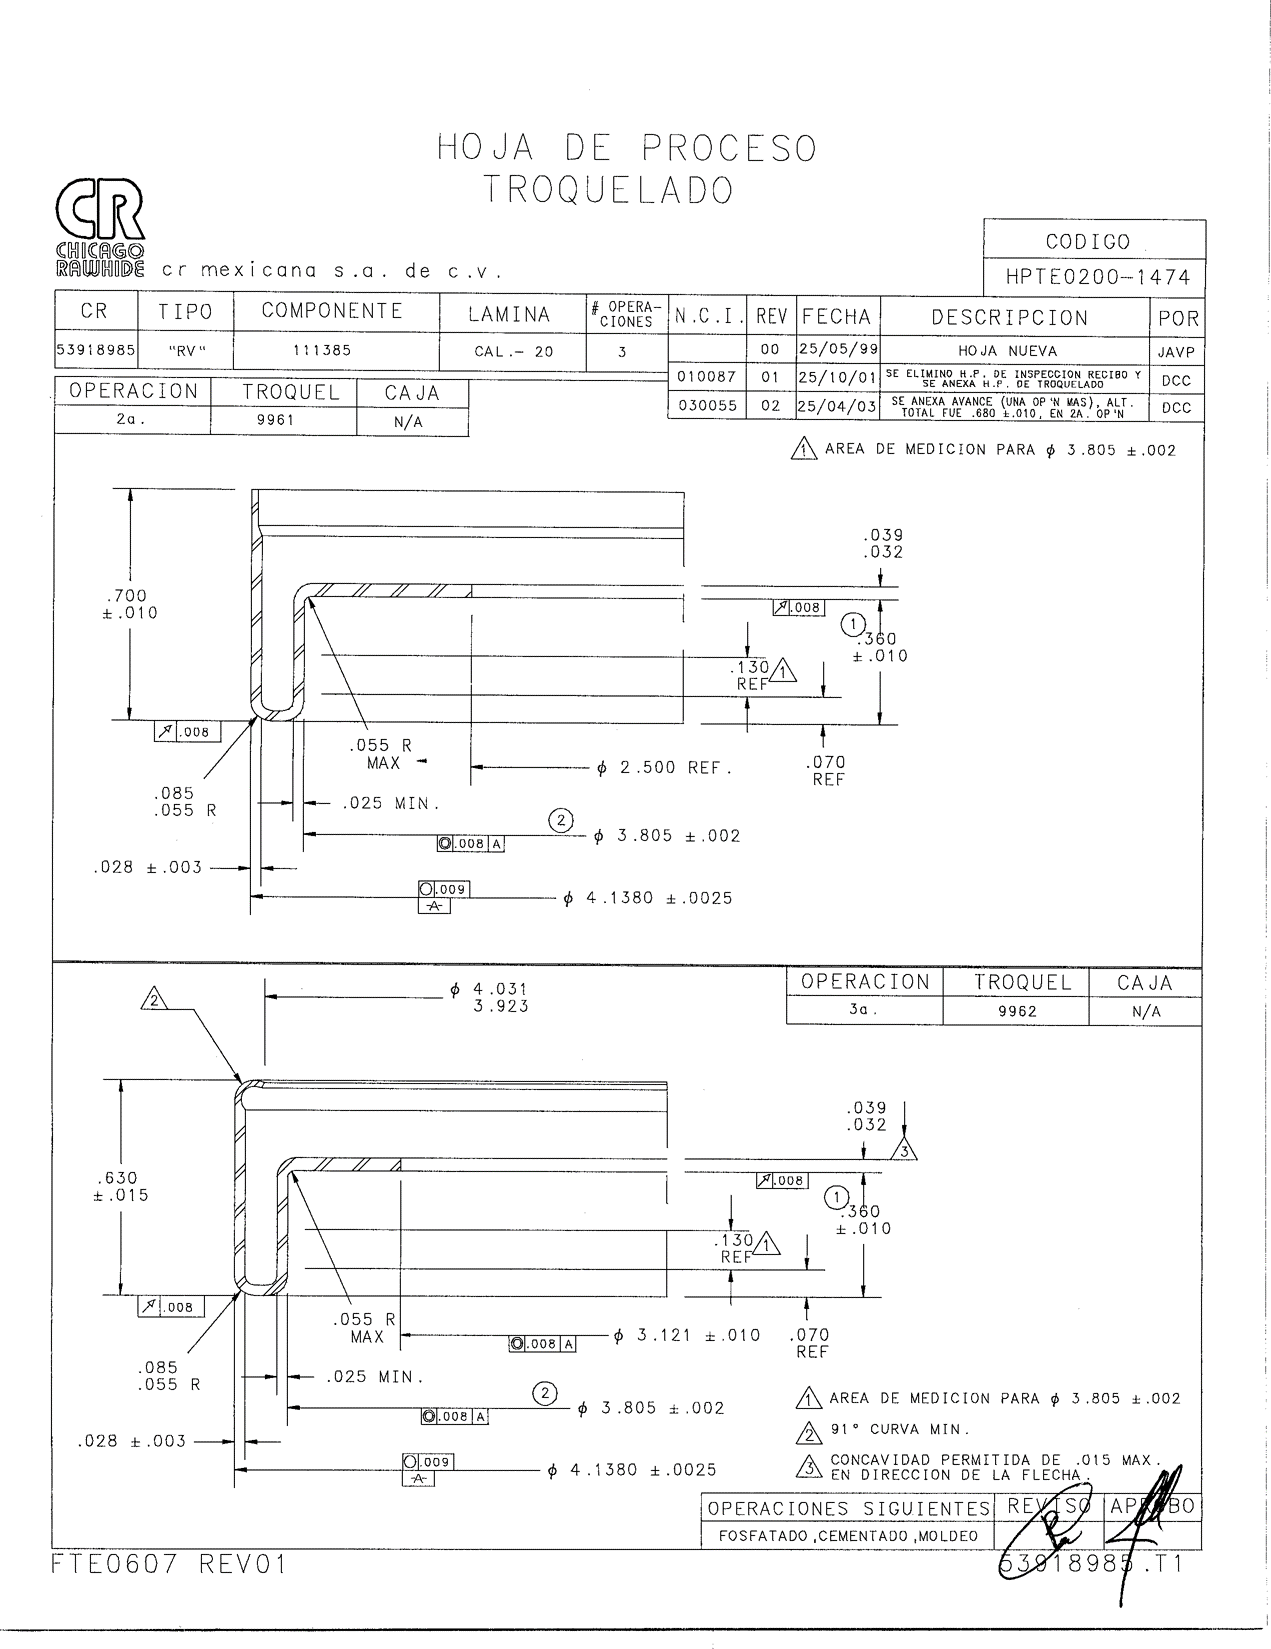 HOJA DE PROCESO
TROQUELADO
CR
CHICAGO
RAWHIDE
cr mexicana s.a. de c.v.
CODIGO
HPTE0200-1474
CR TIPO COMPONENTE LAMINA # OPERA-
CIONES
53918985 "RV" 111385 CAL.- 20 3
N.C.I. REV FECHA DESCRIPCION POR
00 25/05/99 HOJA NUEVA JAVP
010087 01 25/10/01 SE ELIMINO H.P. DE INSPECCION RECIBO Y
SE ANEXA H.P. DE TROQUELADO DCC
030055 02 25/04/03 SE ANEXA AVANCE (UNA OP'N MAS), ALT.
TOTAL FUE .680 ±.010, EN 2A. OP'N DCC
OPERACION TROQUEL CAJA
2a. 9961 N/A
1 AREA DE MEDICION PARA ϕ 3.805 ±.002
.039
.032
.700
±.010
.008
1
.360
±.010
.130
REF
1
.008
.055 R
MAX
ϕ 2.500 REF.
.070
REF
.085
.055 R
.025 MIN.
2
.008 A
ϕ 3.805 ±.002
.028 ±.003
.009
-A-
ϕ 4.1380 ±.0025
OPERACION TROQUEL CAJA
3a. 9962 N/A
2
ϕ 4.031
3.923
.039
.032
3
.630
±.015
.008
1
.360
±.010
.130
REF
1
.008
.055 R
MAX
.008 A
ϕ 3.121 ±.010
.070
REF
.085
.055 R
.025 MIN.
2
.008 A
ϕ 3.805 ±.002
.028 ±.003
.009
-A-
ϕ 4.1380 ±.0025
1 AREA DE MEDICION PARA ϕ 3.805 ±.002
2 91° CURVA MIN.
3 CONCAVIDAD PERMITIDA DE .015 MAX.
EN DIRECCION DE LA FLECHA.
OPERACIONES SIGUIENTES REVISO APROBO
FOSFATADO,CEMENTADO,MOLDEO
FTE0607 REV01
53918985.T1